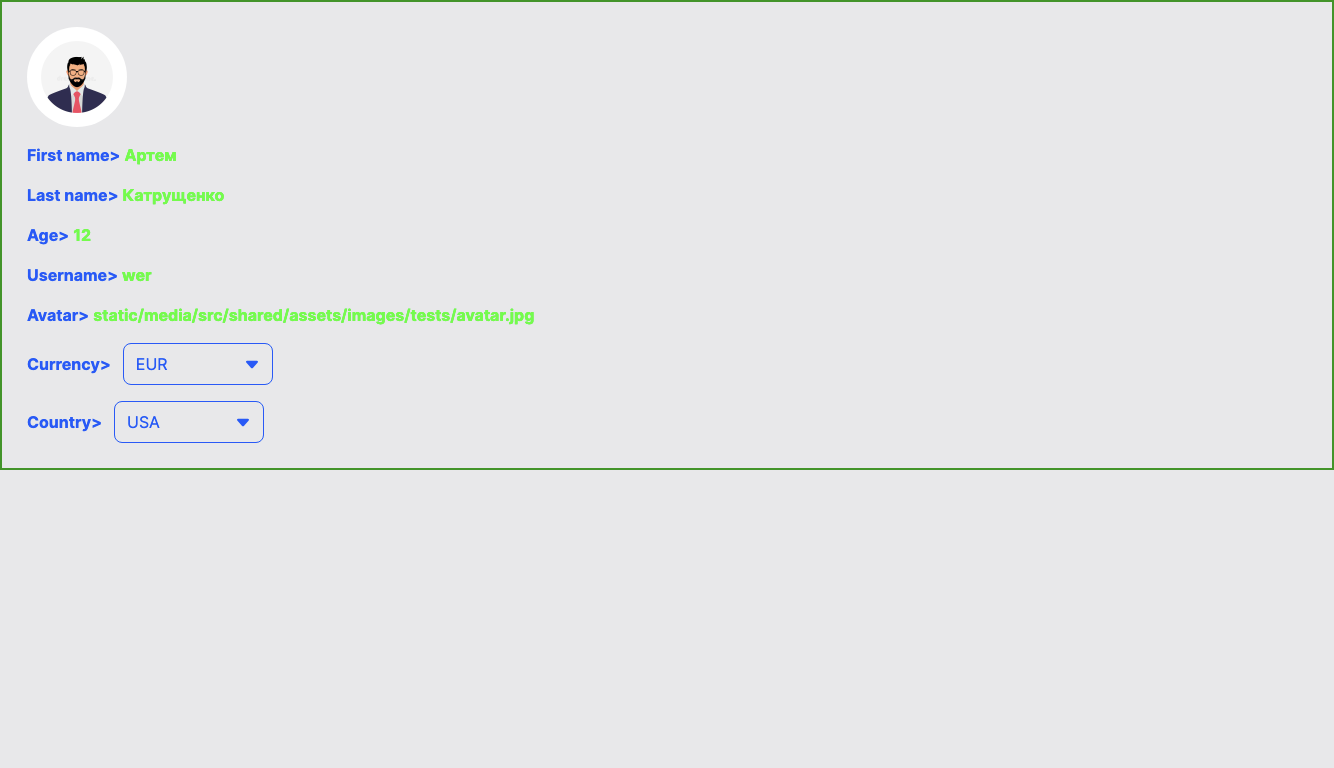 First name> Артем
Last name> Катрущенко
Age> 12
Username> wer
Avatar> static/media/src/shared/assets/images/tests/avatar.jpg
Currency> EUR
Country> USA